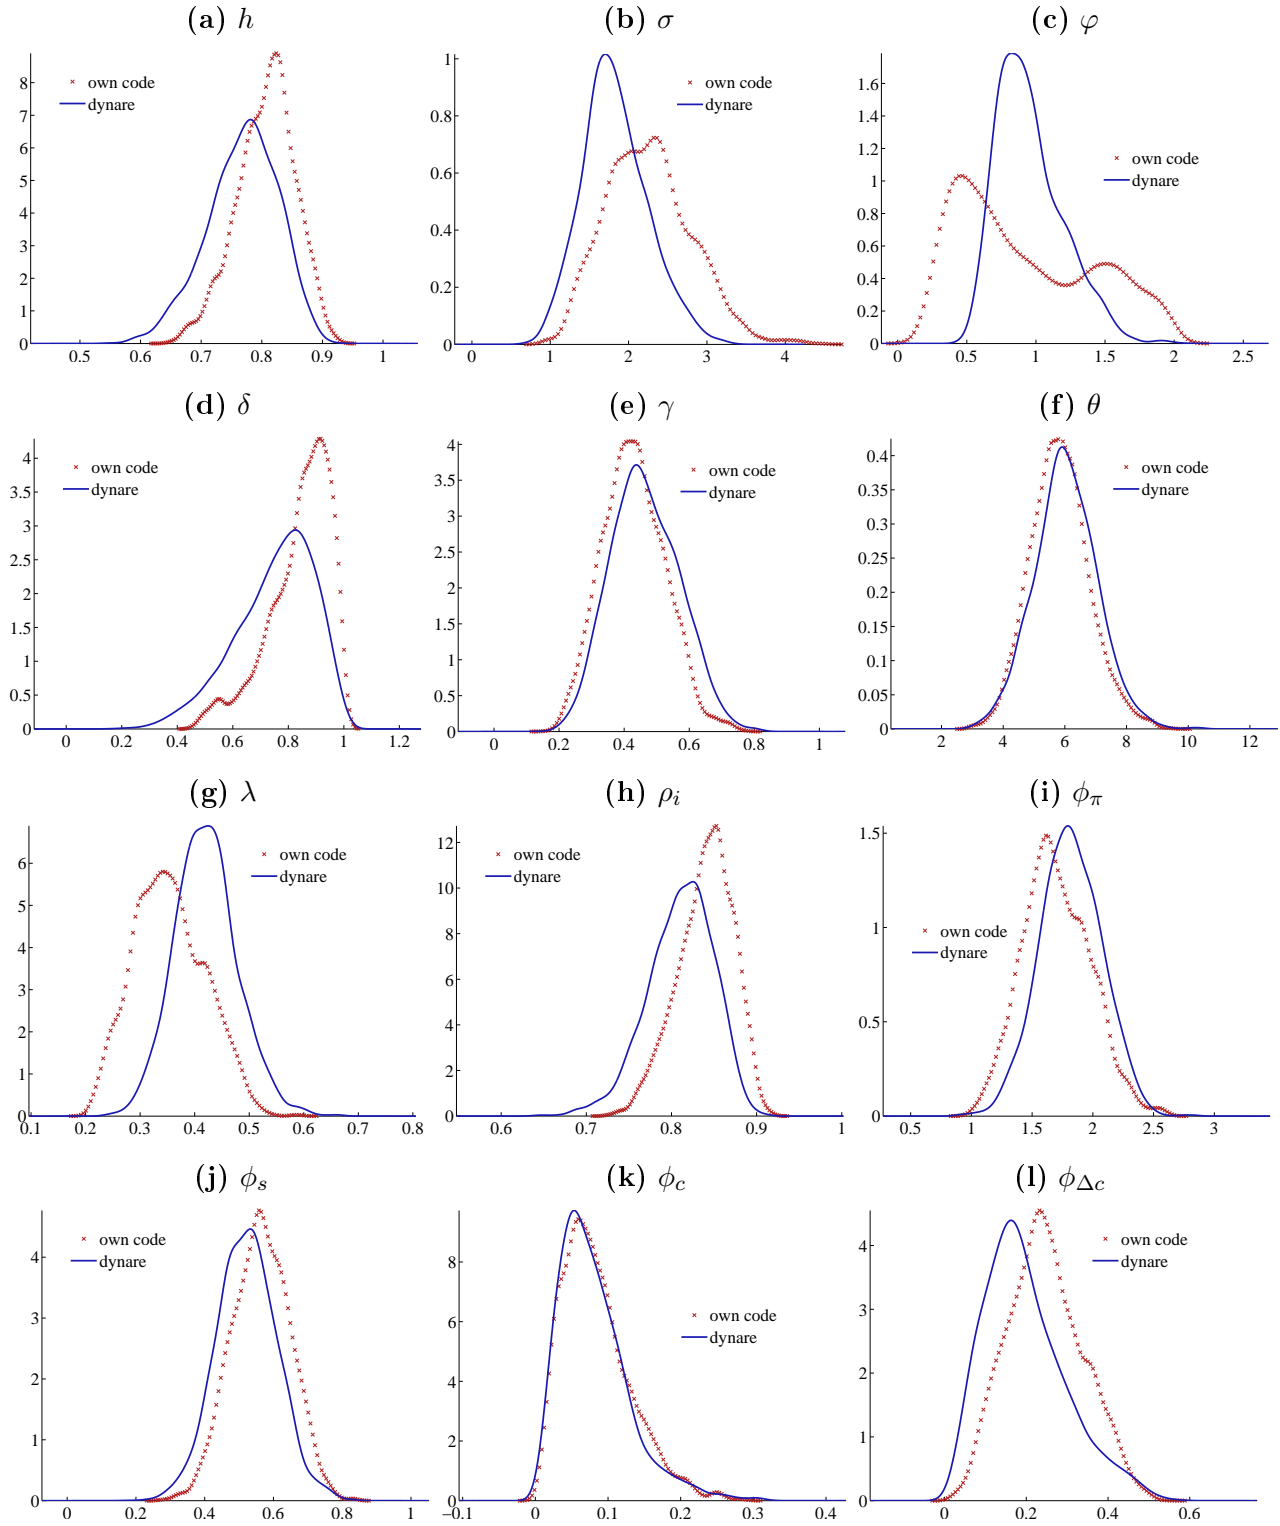 (a) h
8
7
6
5
4
3
2
1
0
own code
dynare
0.5 0.6 0.7 0.8 0.9 1
(b) σ
1
0.8
0.6
0.4
0.2
0
own code
dynare
0 1 2 3 4
(c) φ
1.6
1.4
1.2
1
0.8
0.6
0.4
0.2
0
own code
dynare
0 0.5 1 1.5 2 2.5
(d) δ
4
3.5
3
2.5
2
1.5
1
0.5
0
own code
dynare
0 0.2 0.4 0.6 0.8 1 1.2
(e) γ
4
3.5
3
2.5
2
1.5
1
0.5
0
own code
dynare
0 0.2 0.4 0.6 0.8 1
(f) θ
0.4
0.35
0.3
0.25
0.2
0.15
0.1
0.05
0
own code
dynare
2 4 6 8 10 12
(g) λ
6
5
4
3
2
1
0
own code
dynare
0.1 0.2 0.3 0.4 0.5 0.6 0.7 0.8
(h) ρi
12
10
8
6
4
2
0
own code
dynare
0.6 0.7 0.8 0.9 1
(i) ϕπ
1.5
1
0.5
0
own code
dynare
0.5 1 1.5 2 2.5 3
(j) ϕs
4
3
2
1
0
own code
dynare
0 0.2 0.4 0.6 0.8 1
(k) ϕc
8
6
4
2
0
own code
dynare
−0.1 0 0.1 0.2 0.3 0.4
(l) ϕΔc
4
3
2
1
0
own code
dynare
0 0.2 0.4 0.6